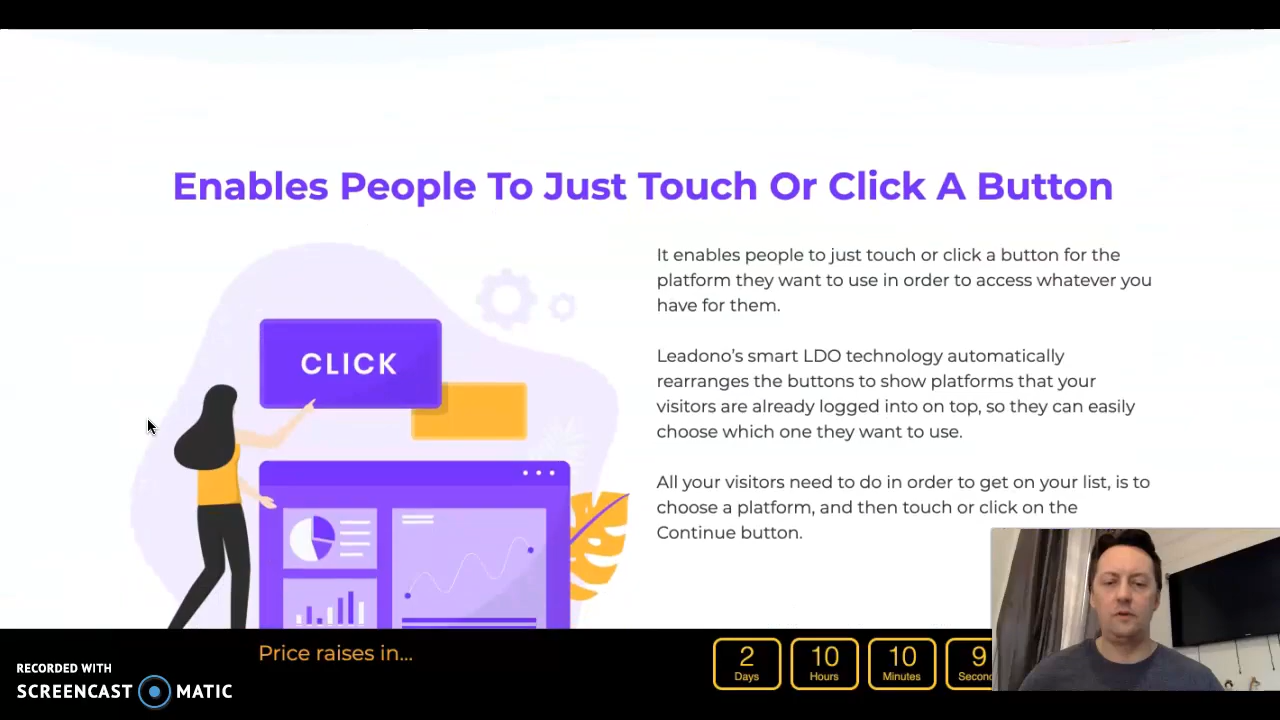 Enables People To Just Touch Or Click A Button
It enables people to just touch or click a button for the
platform they want to use in order to access whatever you
have for them.
CLICK
Leadono’s smart LDO technology automatically
rearranges the buttons to show platforms that your
visitors are already logged into on top, so they can easily
choose which one they want to use.
All your visitors need to do in order to get on your list, is to
choose a platform, and then touch or click on the
Continue button.
Price raises in...
2 10 10 9
Days Hours Minutes
RECORDED WITH
SCREENCAST MATIC